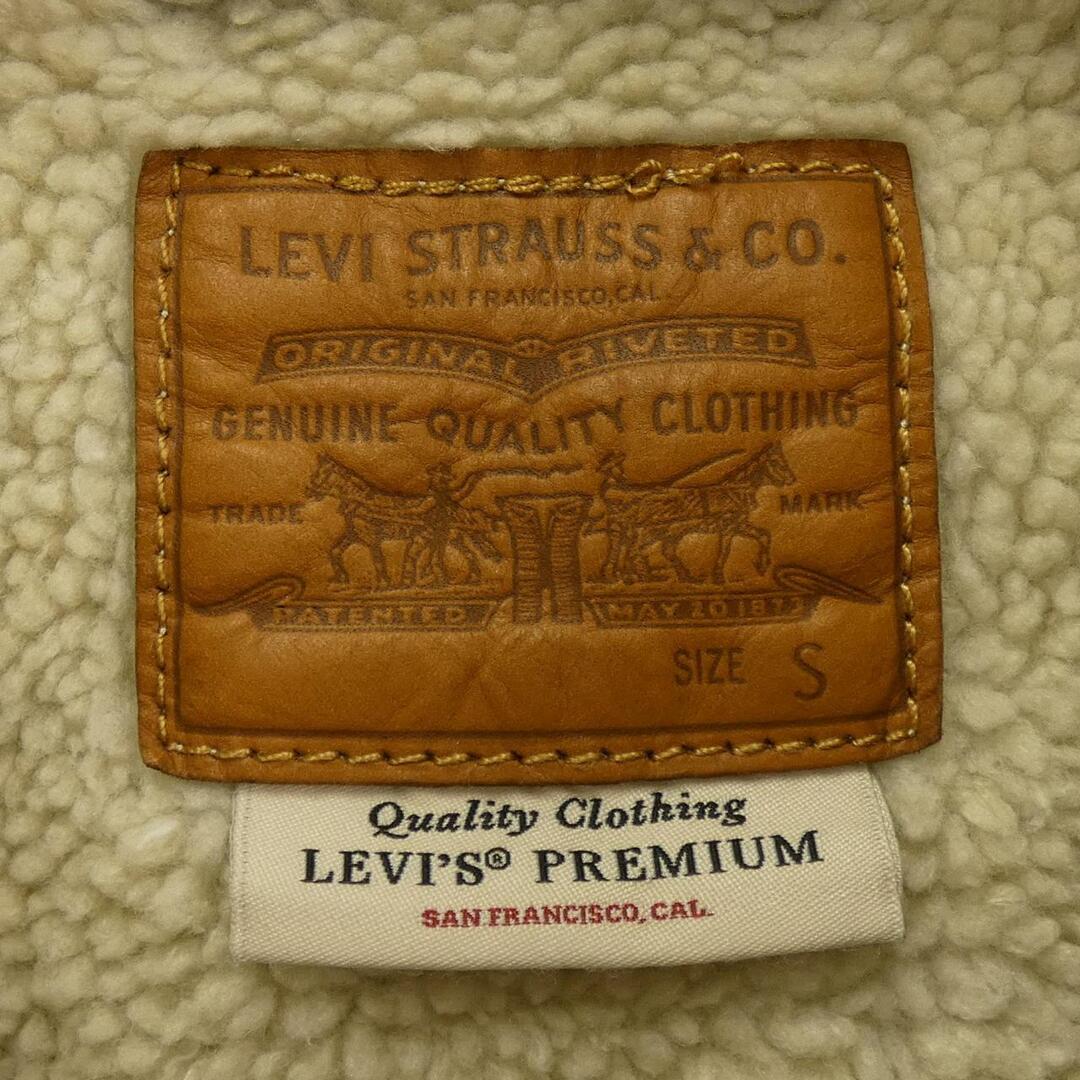 LEVI STRAUSS & CO.
SAN FRANCISCO, CAL.
ORIGINAL RIVETED
GENUINE QUALITY CLOTHING
TRADE MARK
PATENTED MAY 20 1873
SIZE S
Quality Clothing
LEVI'S® PREMIUM
SAN FRANCISCO, CAL.